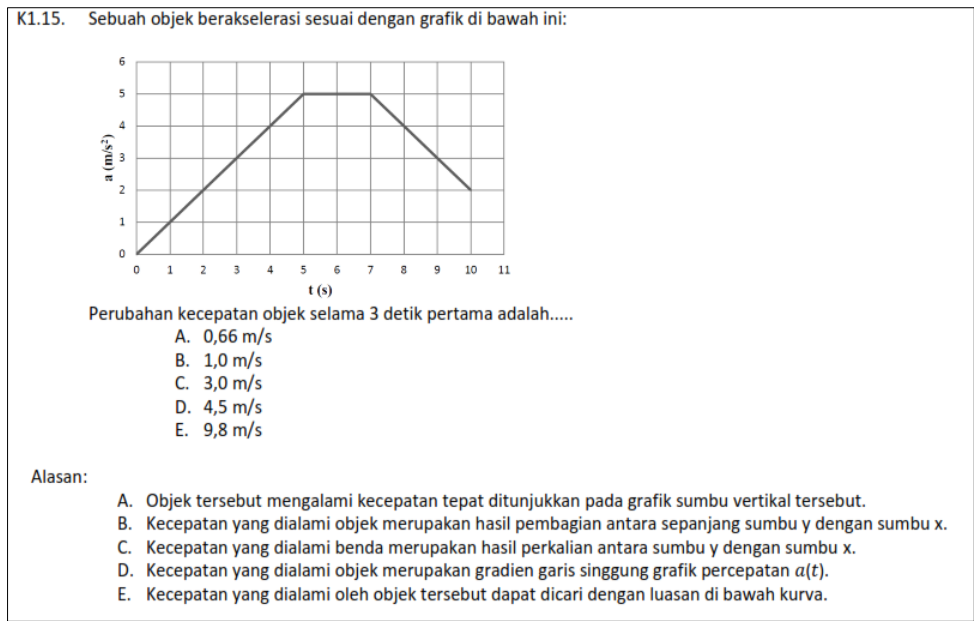 K1.15. Sebuah objek berakselerasi sesuai dengan grafik di bawah ini:
6
5
4
3
2
1
0
a (m/s²)
0 1 2 3 4 5 6 7 8 9 10 11
t (s)
Perubahan kecepatan objek selama 3 detik pertama adalah.....
A. 0,66 m/s
B. 1,0 m/s
C. 3,0 m/s
D. 4,5 m/s
E. 9,8 m/s
Alasan:
A. Objek tersebut mengalami kecepatan tepat ditunjukkan pada grafik sumbu vertikal tersebut.
B. Kecepatan yang dialami objek merupakan hasil pembagian antara sepanjang sumbu y dengan sumbu x.
C. Kecepatan yang dialami benda merupakan hasil perkalian antara sumbu y dengan sumbu x.
D. Kecepatan yang dialami objek merupakan gradien garis singgung grafik percepatan a(t).
E. Kecepatan yang dialami oleh objek tersebut dapat dicari dengan luasan di bawah kurva.